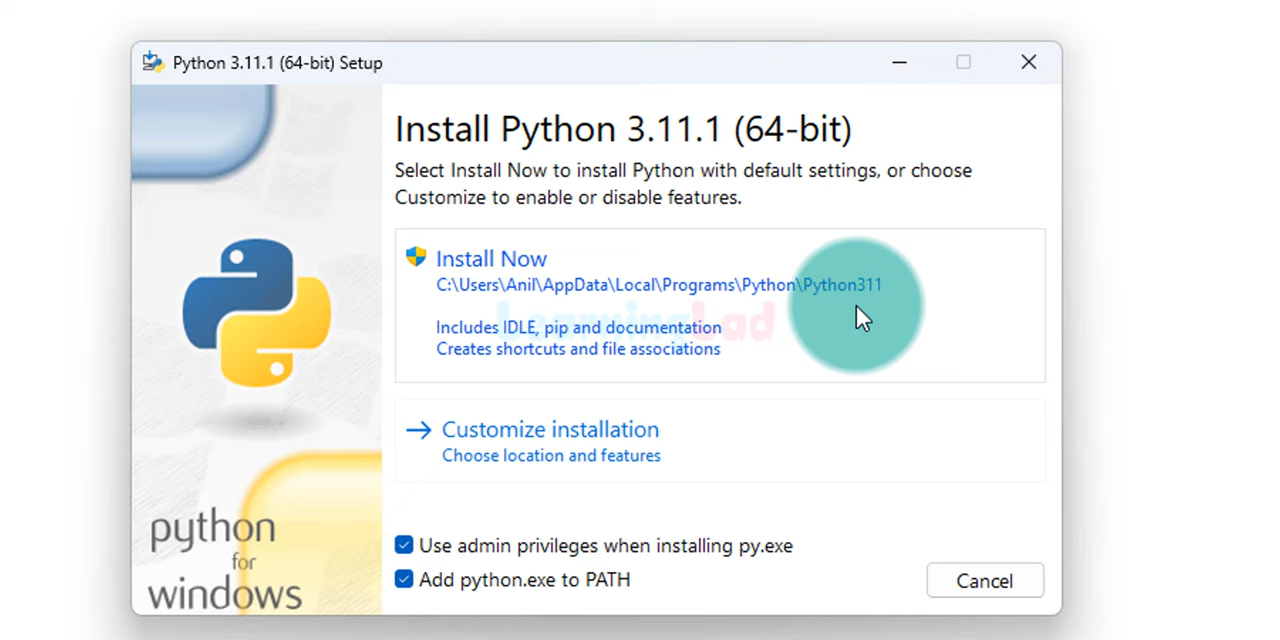 Python 3.11.1 (64-bit) Setup
Install Python 3.11.1 (64-bit)
Select Install Now to install Python with default settings, or choose
Customize to enable or disable features.
Install Now
C:\Users\Anil\AppData\Local\Programs\Python\Python311
LearningLad
Includes IDLE, pip and documentation
Creates shortcuts and file associations
Customize installation
Choose location and features
python
for
windows
Use admin privileges when installing py.exe
Add python.exe to PATH
Cancel